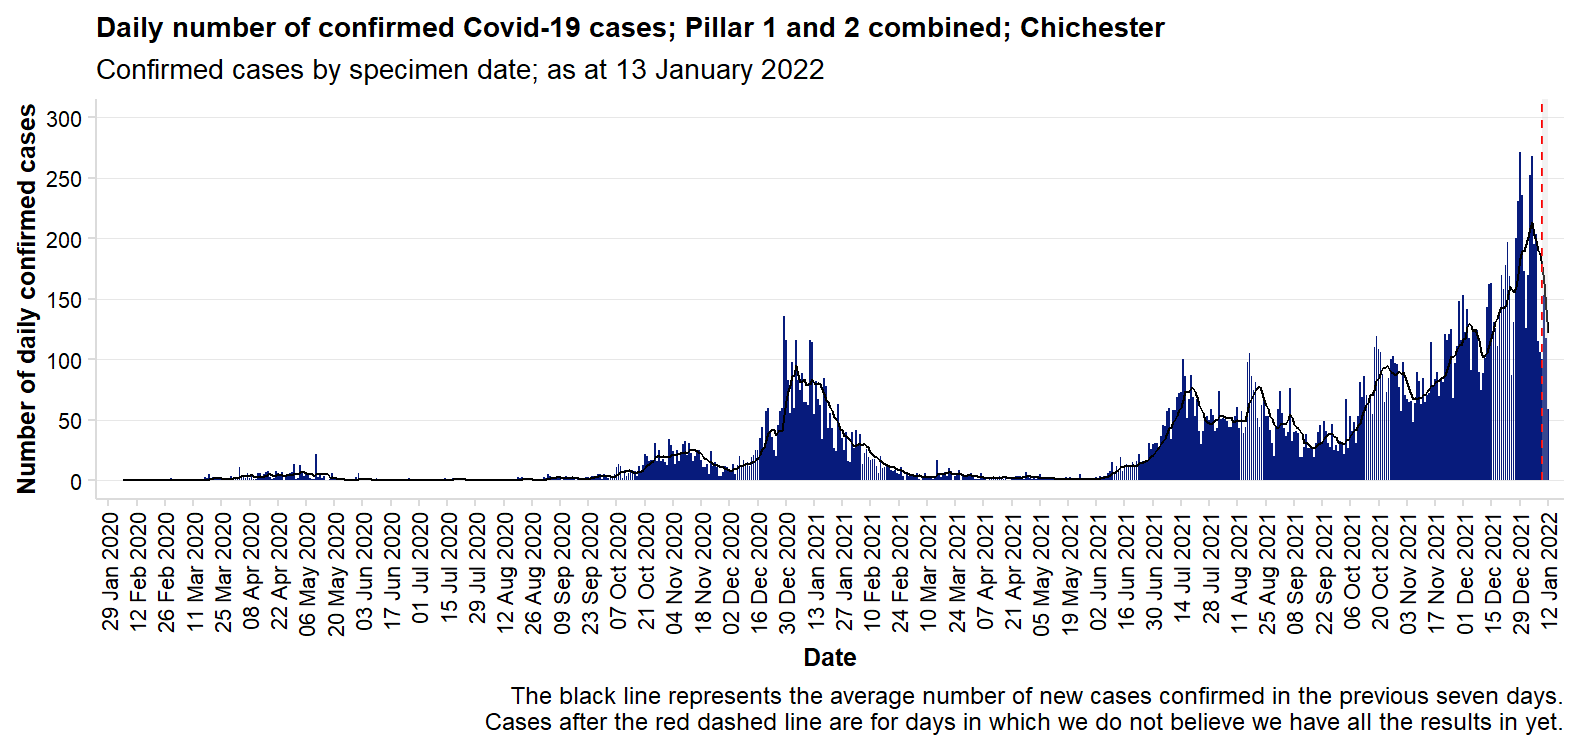 Daily number of confirmed Covid-19 cases; Pillar 1 and 2 combined; Chichester
Confirmed cases by specimen date; as at 13 January 2022
Number of daily confirmed cases
300
250
200
150
100
50
0
29 Jan 2020
12 Feb 2020
26 Feb 2020
11 Mar 2020
25 Mar 2020
08 Apr 2020
22 Apr 2020
06 May 2020
20 May 2020
03 Jun 2020
17 Jun 2020
01 Jul 2020
15 Jul 2020
29 Jul 2020
12 Aug 2020
26 Aug 2020
09 Sep 2020
23 Sep 2020
07 Oct 2020
21 Oct 2020
04 Nov 2020
18 Nov 2020
02 Dec 2020
16 Dec 2020
30 Dec 2020
13 Jan 2021
27 Jan 2021
10 Feb 2021
24 Feb 2021
10 Mar 2021
24 Mar 2021
07 Apr 2021
21 Apr 2021
05 May 2021
19 May 2021
02 Jun 2021
16 Jun 2021
30 Jun 2021
14 Jul 2021
28 Jul 2021
11 Aug 2021
25 Aug 2021
08 Sep 2021
22 Sep 2021
06 Oct 2021
20 Oct 2021
03 Nov 2021
17 Nov 2021
01 Dec 2021
15 Dec 2021
29 Dec 2021
12 Jan 2022
Date
The black line represents the average number of new cases confirmed in the previous seven days.
Cases after the red dashed line are for days in which we do not believe we have all the results in yet.